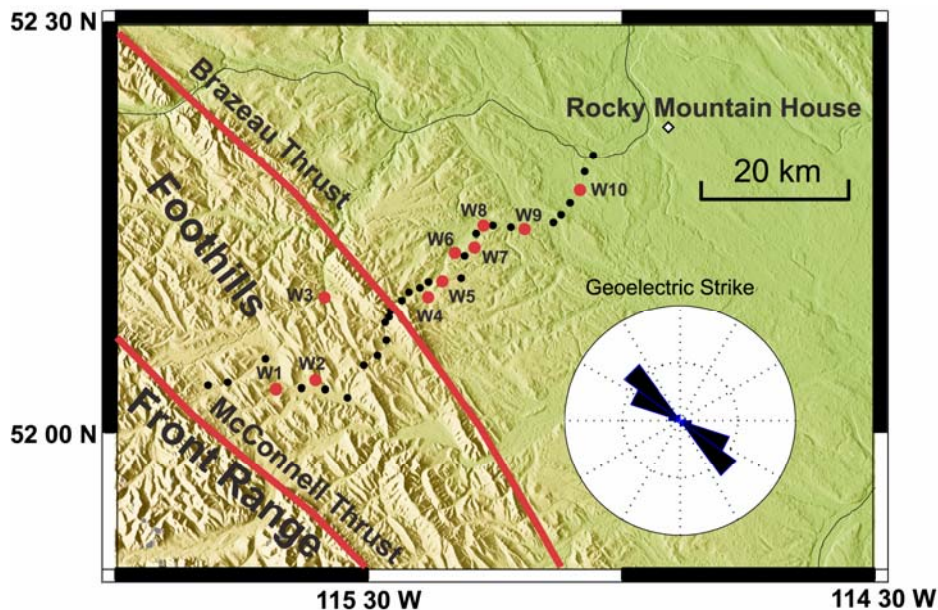 52 30 N
Brazeau Thrust
Rocky Mountain House
20 km
Foothills
W10
W8
W9
W6
W7
W3
W5
W4
Geoelectric Strike
W2
W1
52 00 N
McConnell Thrust
Front Range
115 30 W
114 30 W